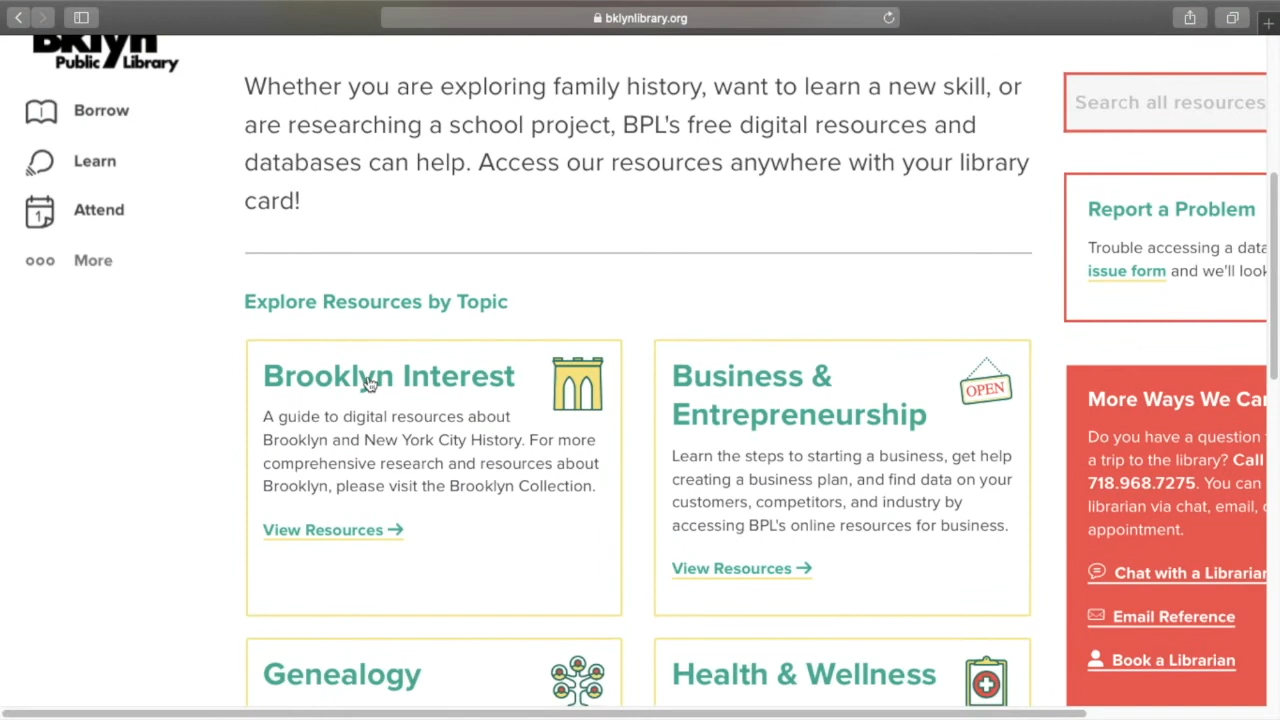 bklynlibrary.org
Bklyn
Public Library
Borrow
Learn
1
Attend
More
Whether you are exploring family history, want to learn a new skill, or
are researching a school project, BPL's free digital resources and
databases can help. Access our resources anywhere with your library
card!
Explore Resources by Topic
Brooklyn Interest
A guide to digital resources about
Brooklyn and New York City History. For more
comprehensive research and resources about
Brooklyn, please visit the Brooklyn Collection.
View Resources →
Business &
Entrepreneurship
OPEN
Learn the steps to starting a business, get help
creating a business plan, and find data on your
customers, competitors, and industry by
accessing BPL's online resources for business.
View Resources →
Genealogy
Health & Wellness
Search all resources
Report a Problem
Trouble accessing a data
issue form and we'll look
More Ways We Can
Do you have a question
a trip to the library? Call
718.968.7275. You can
librarian via chat, email,
appointment.
Chat with a Librarian
Email Reference
Book a Librarian